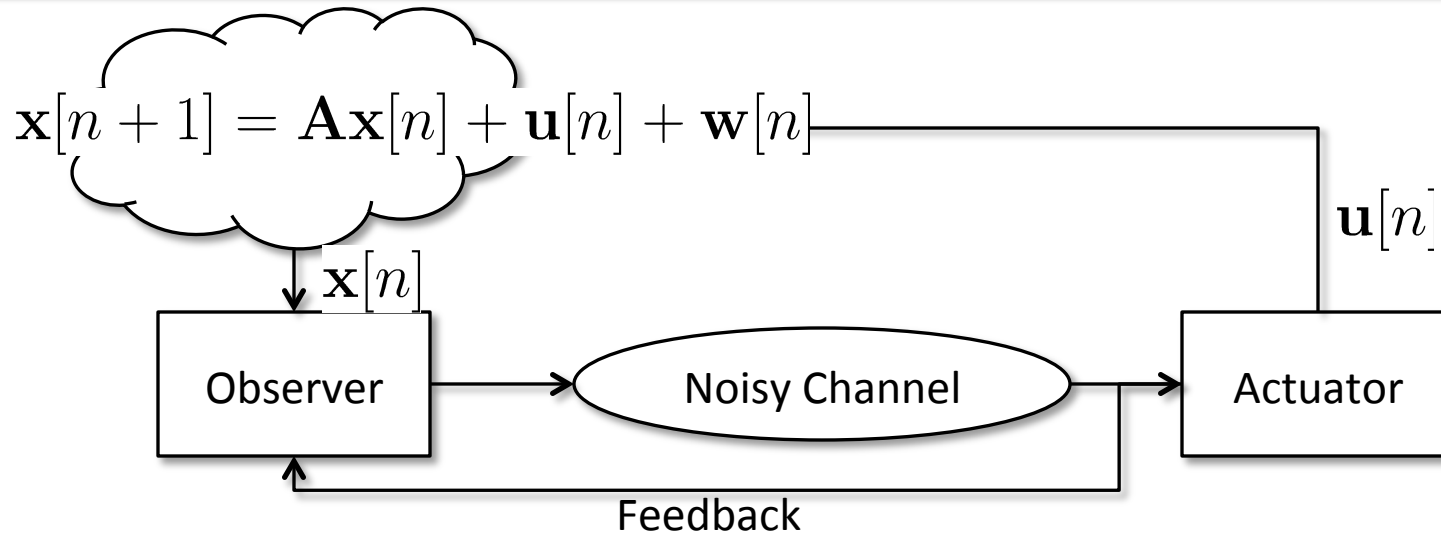 x[n + 1] = Ax[n] + u[n] + w[n]
u[n]
x[n]
Observer
Noisy Channel
Actuator
Feedback